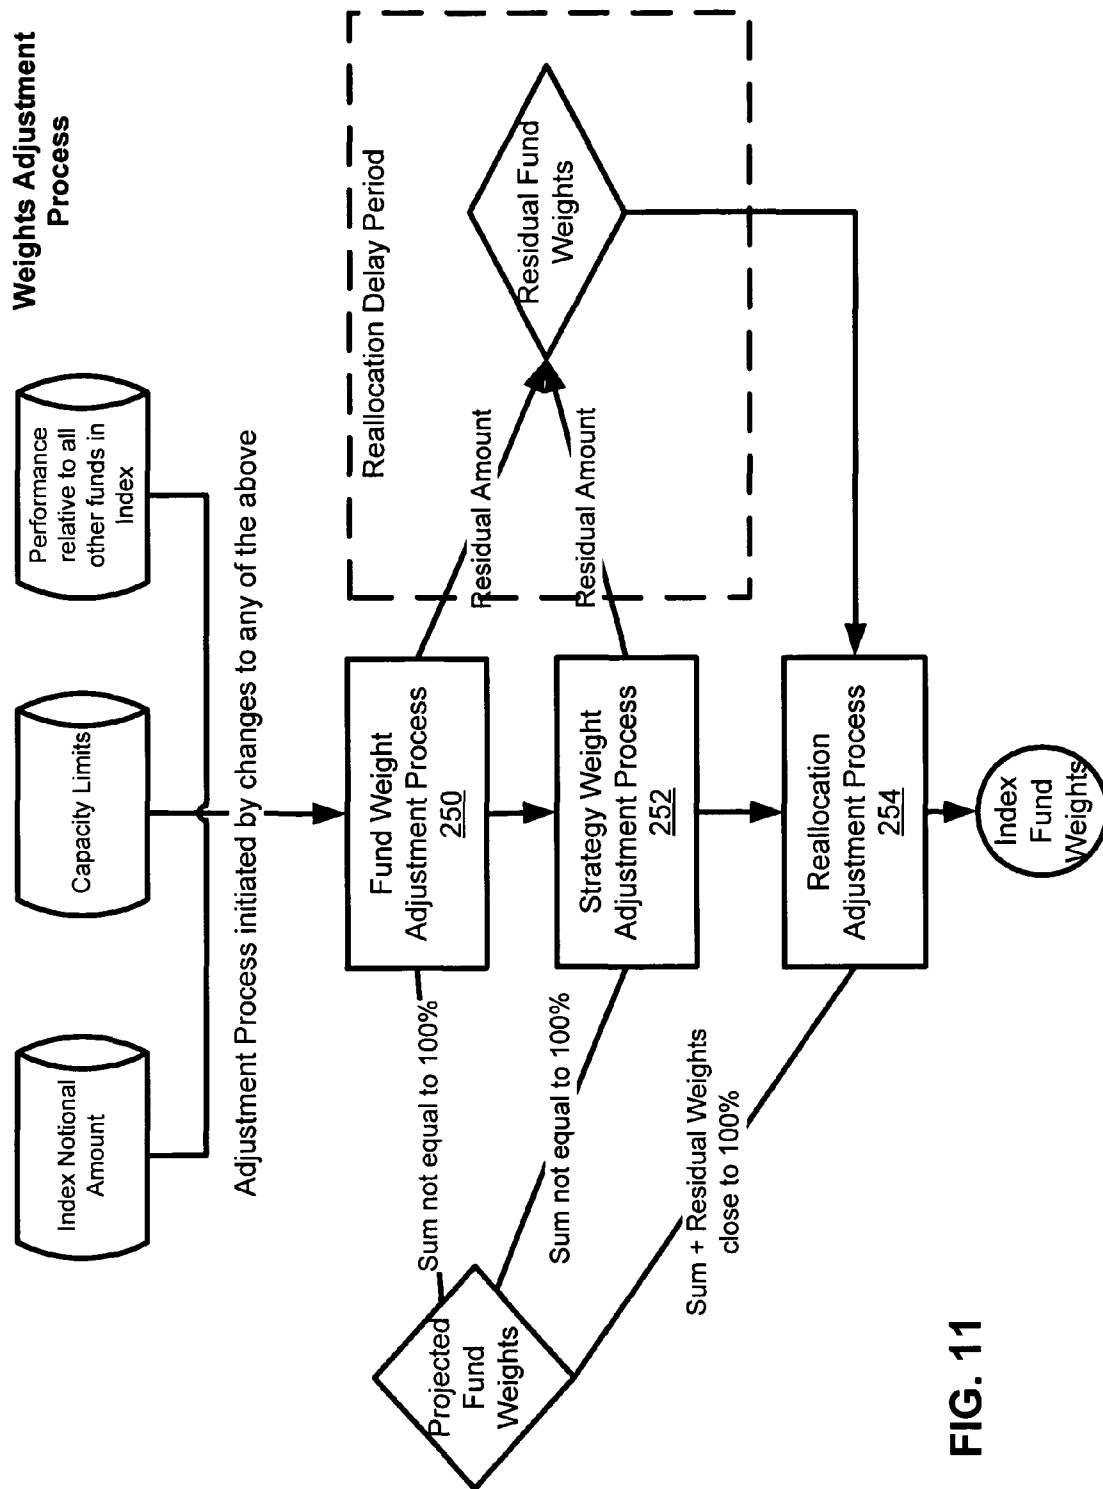 Weights Adjustment
Process
Index Notional
Amount
Capacity Limits
Performance
relative to all
other funds in
Index
Adjustment Process initiated by changes to any of the above
Reallocation Delay Period
Projected
Fund
Weights
Sum not equal to 100%
Fund Weight
Adjustment Process
250
Residual Amount
Residual Fund
Weights
Sum not equal to 100%
Strategy Weight
Adjustment Process
252
Residual Amount
Sum + Residual Weights
close to 100%
Reallocation
Adjustment Process
254
Index
Fund
Weights
FIG. 11